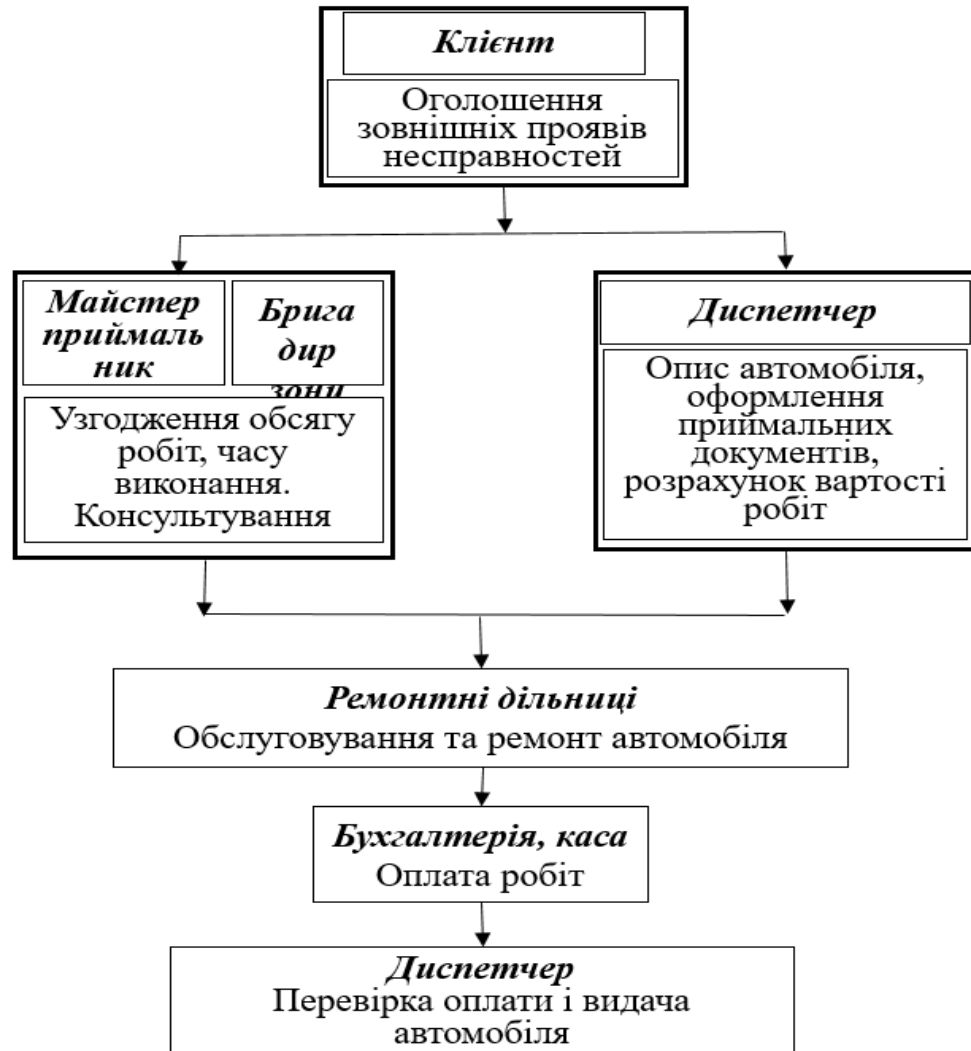 Клієнт
Оголошення
зовнішніх проявів
несправностей
Майстер
приймаль
ник
Брига
дир
зони
Узгодження обсягу
робіт, часу
виконання.
Консультування
Диспетчер
Опис автомобіля,
оформлення
приймальних
документів,
розрахунок вартості
робіт
Ремонтні дільниці
Обслуговування та ремонт автомобіля
Бухгалтерія, каса
Оплата робіт
Диспетчер
Перевірка оплати і видача
автомобіля